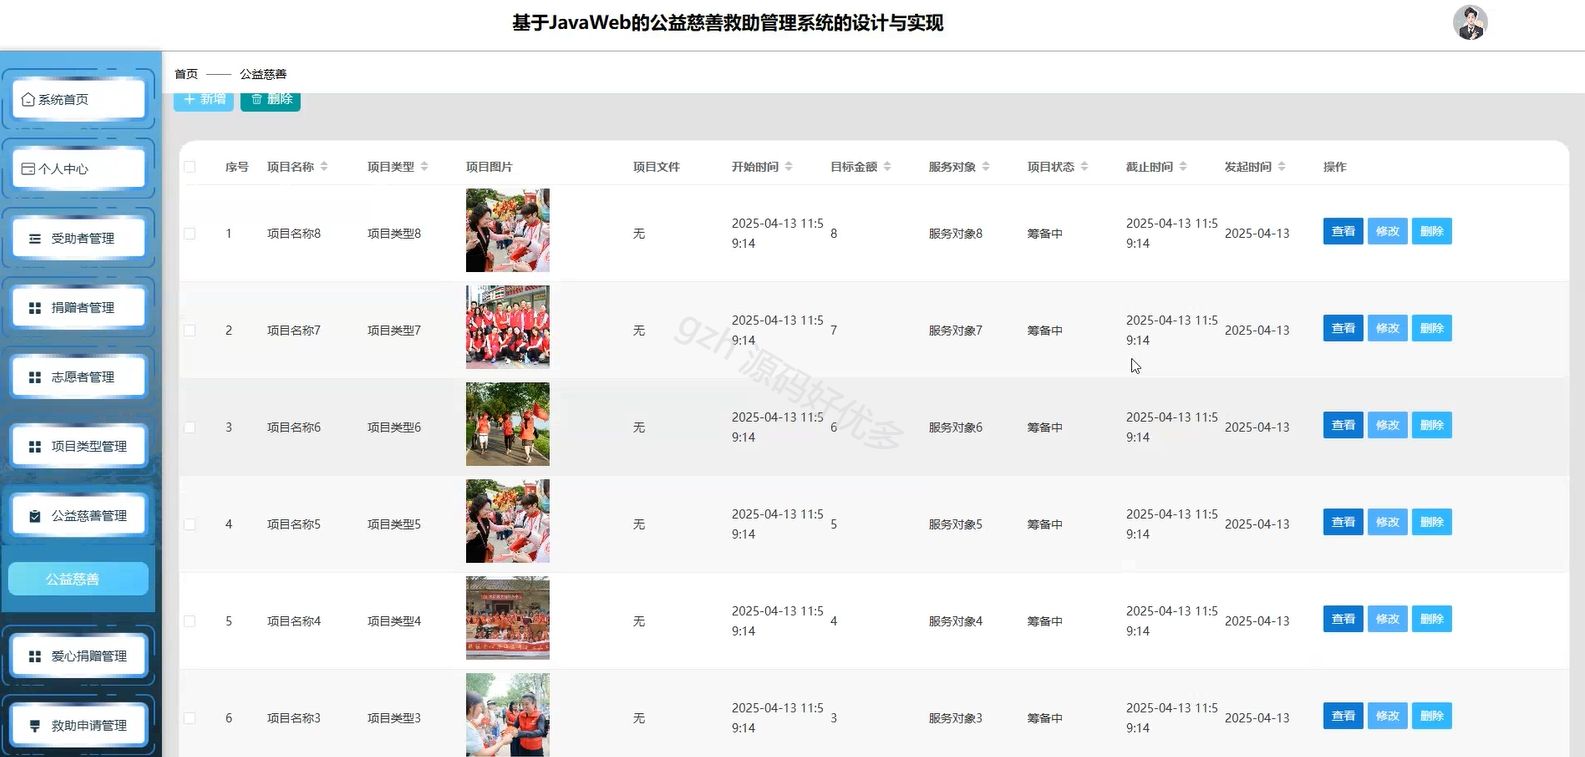 基于JavaWeb的公益慈善救助管理系统的设计与实现
首页 —— 公益慈善
系统首页
个人中心
受助者管理
捐赠者管理
志愿者管理
项目类型管理
公益慈善管理
公益慈善
爱心捐赠管理
救助申请管理
+ 新增 删除
序号 项目名称 项目类型 项目图片 项目文件 开始时间 目标金额 服务对象 项目状态 截止时间 发起时间 操作
1 项目名称8 项目类型8 无 2025-04-13 11:59:14 8 服务对象8 筹备中 2025-04-13 11:59:14 2025-04-13 查看 修改 删除
2 项目名称7 项目类型7 无 2025-04-13 11:59:14 7 服务对象7 筹备中 2025-04-13 11:59:14 2025-04-13 查看 修改 删除
3 项目名称6 项目类型6 无 2025-04-13 11:59:14 6 服务对象6 筹备中 2025-04-13 11:59:14 2025-04-13 查看 修改 删除
4 项目名称5 项目类型5 无 2025-04-13 11:59:14 5 服务对象5 筹备中 2025-04-13 11:59:14 2025-04-13 查看 修改 删除
5 项目名称4 项目类型4 无 2025-04-13 11:59:14 4 服务对象4 筹备中 2025-04-13 11:59:14 2025-04-13 查看 修改 删除
6 项目名称3 项目类型3 无 2025-04-13 11:59:14 3 服务对象3 筹备中 2025-04-13 11:59:14 2025-04-13 查看 修改 删除
gzh 源码好优多